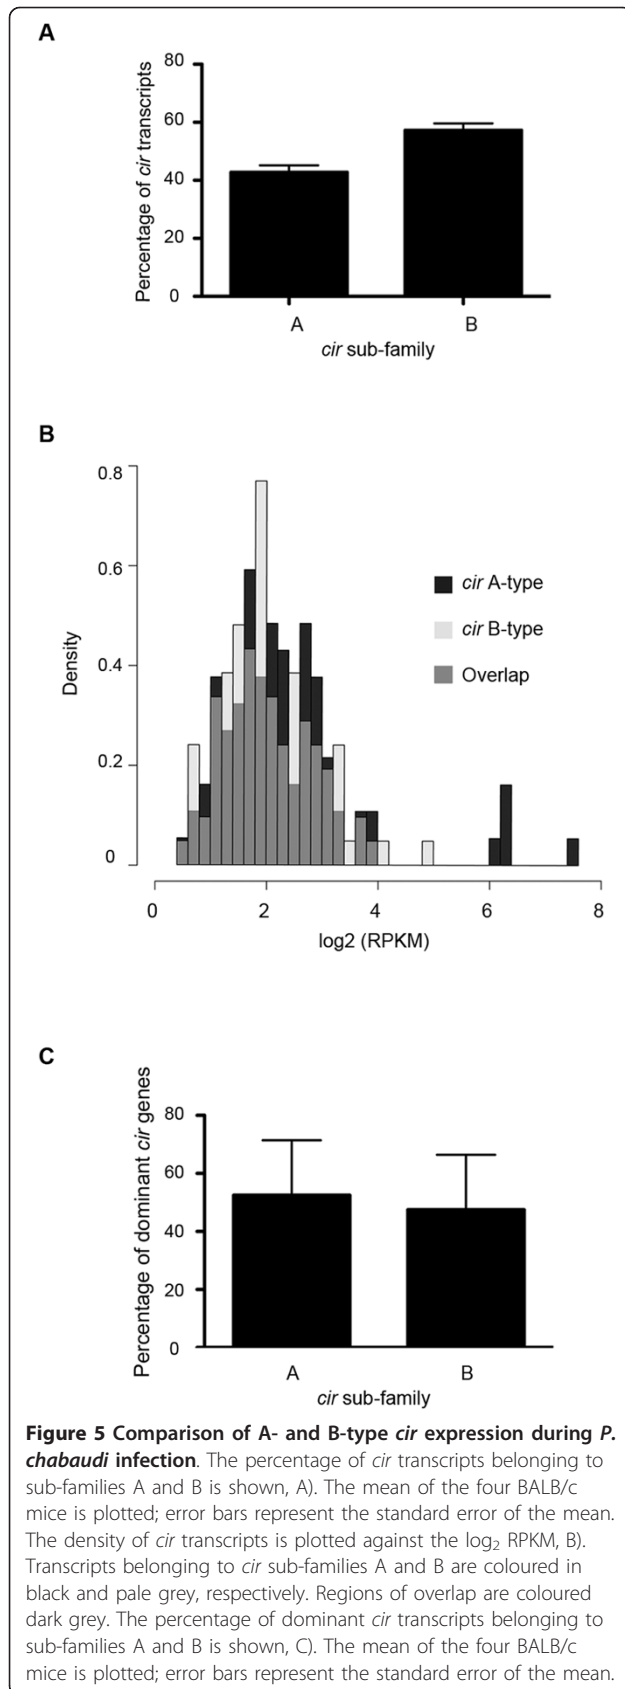 A
80
60
40
20
0
Percentage of cir transcripts
A B
cir sub-family
B
0.8
0.6
0.4
0.2
0
Density
cir A-type
cir B-type
Overlap
0 2 4 6 8
log2 (RPKM)
C
80
60
40
20
0
Percentage of dominant cir genes
A B
cir sub-family
Figure 5 Comparison of A- and B-type cir expression during P.
chabaudi infection. The percentage of cir transcripts belonging to
sub-families A and B is shown, A). The mean of the four BALB/c
mice is plotted; error bars represent the standard error of the mean.
The density of cir transcripts is plotted against the log₂ RPKM, B).
Transcripts belonging to cir sub-families A and B are coloured in
black and pale grey, respectively. Regions of overlap are coloured
dark grey. The percentage of dominant cir transcripts belonging to
sub-families A and B is shown, C). The mean of the four BALB/c
mice is plotted; error bars represent the standard error of the mean.